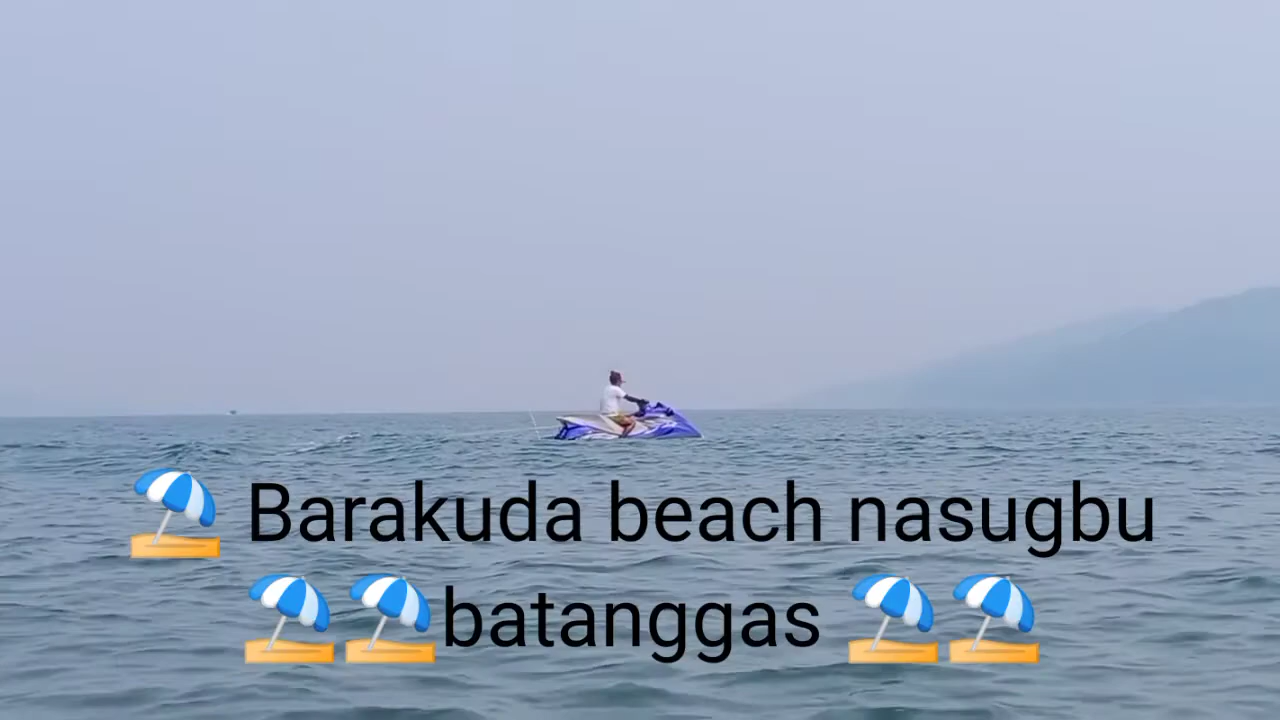 🏖️ Barakuda beach nasugbu
🏖️🏖️batanggas 🏖️🏖️